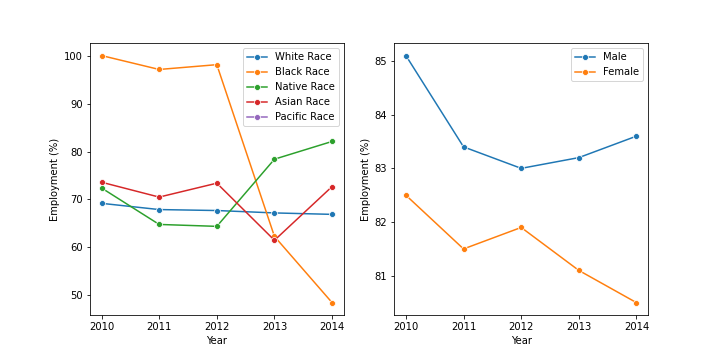 100
90
80
70
60
50
Employment (%)
2010 2011 2012 2013 2014
Year
White Race
Black Race
Native Race
Asian Race
Pacific Race
85
84
83
82
81
Employment (%)
2010 2011 2012 2013 2014
Year
Male
Female